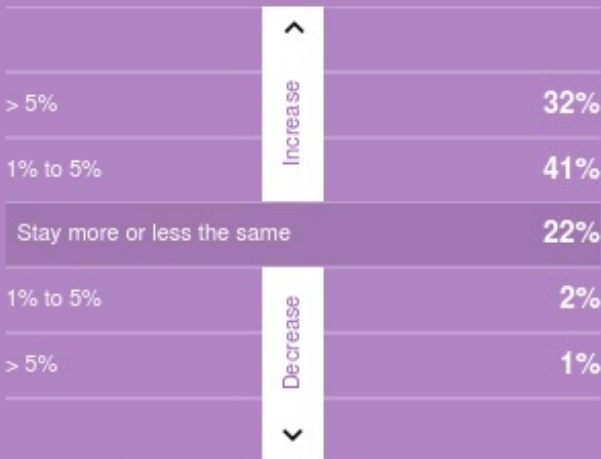 > 5%
Increase
32%
1% to 5%
41%
Stay more or less the same
22%
1% to 5%
Decrease
2%
> 5%
1%